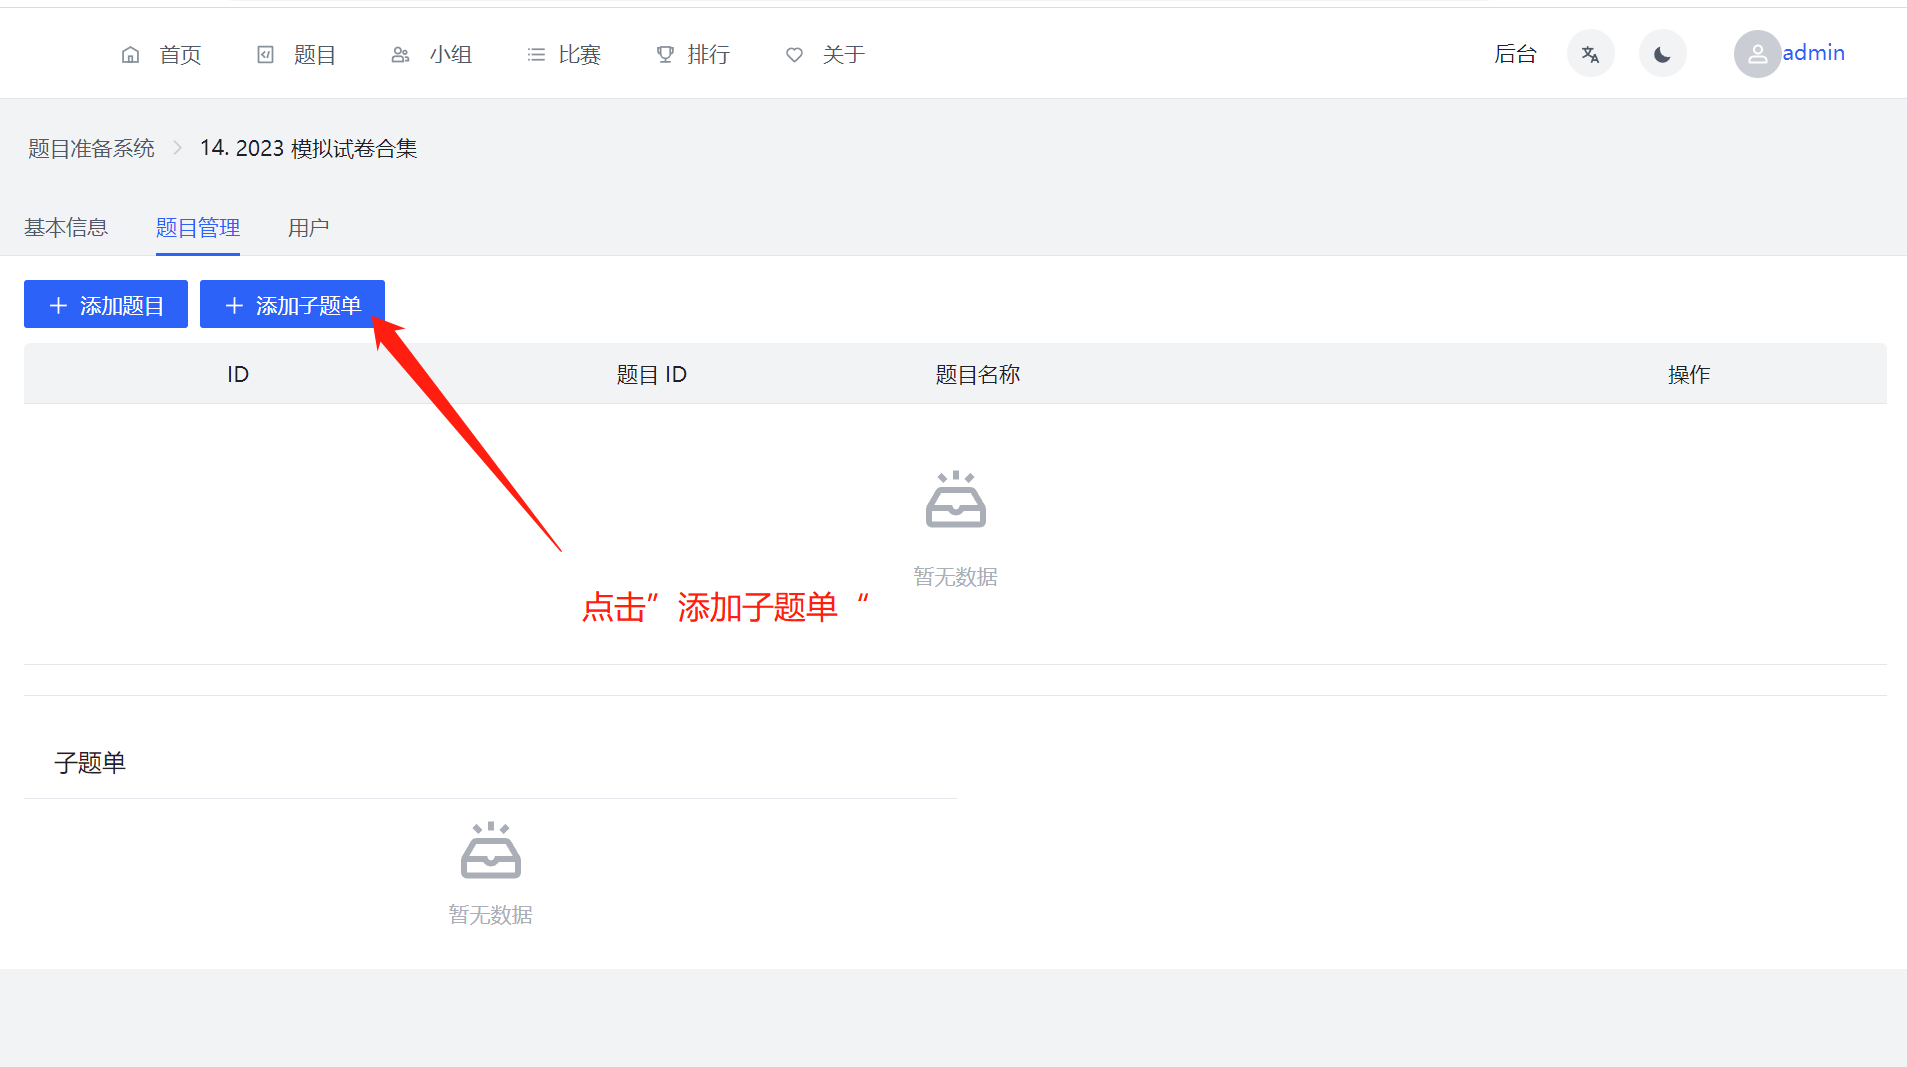 首页 题目 小组 比赛 排行 关于 后台 admin
题目准备系统 14. 2023 模拟试卷合集
基本信息 题目管理 用户
添加题目 添加子题单
ID 题目 ID 题目名称 操作
暂无数据
点击”添加子题单“
子题单
暂无数据